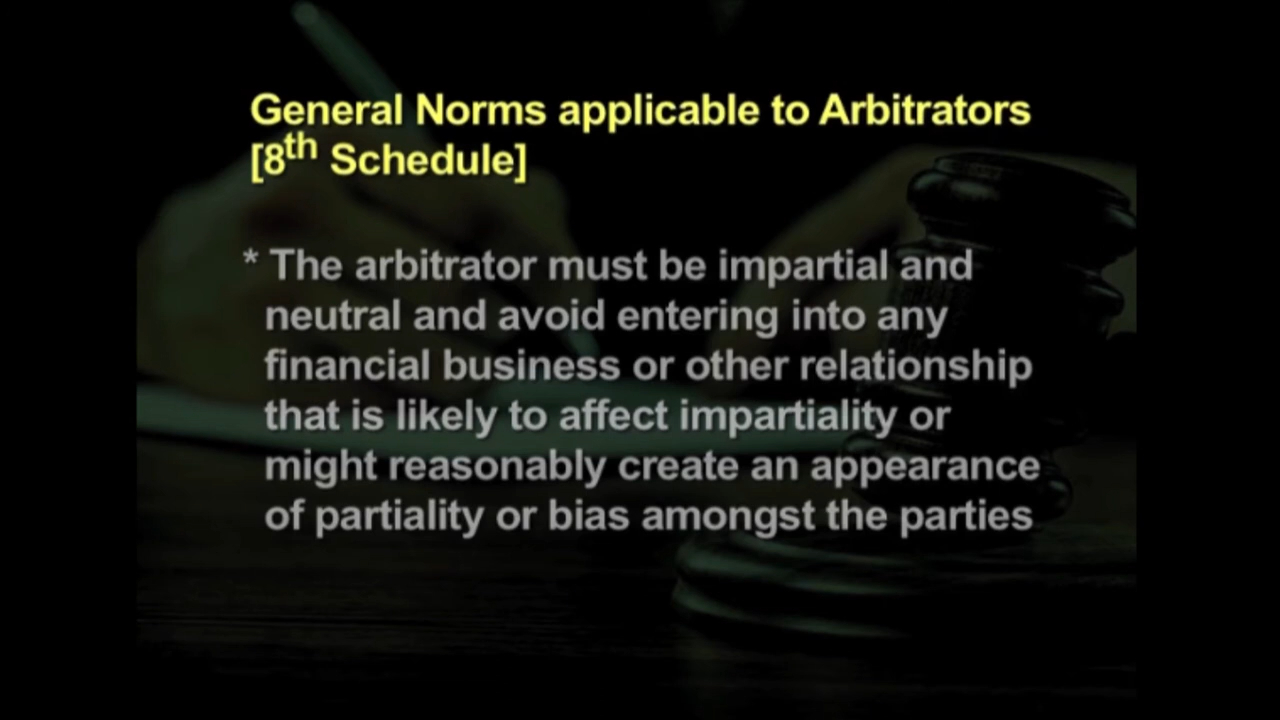 General Norms applicable to Arbitrators
[8th Schedule]
* The arbitrator must be impartial and
neutral and avoid entering into any
financial business or other relationship
that is likely to affect impartiality or
might reasonably create an appearance
of partiality or bias amongst the parties